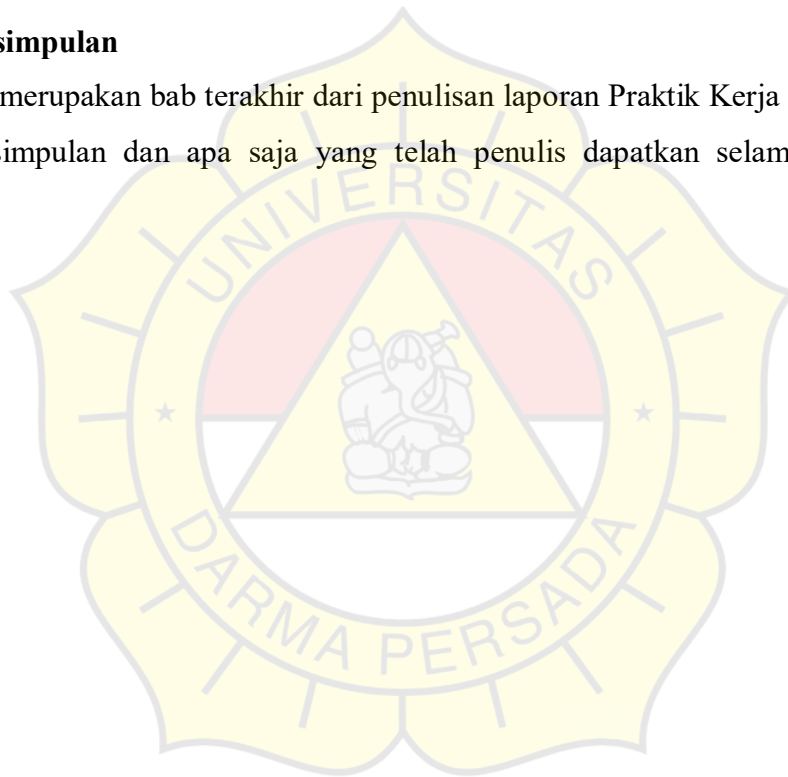 simpulan
merupakan bab terakhir dari penulisan laporan Praktik Kerja
simpulan dan apa saja yang telah penulis dapatkan selam
UNIVERSITAS
DARMA PERSADA